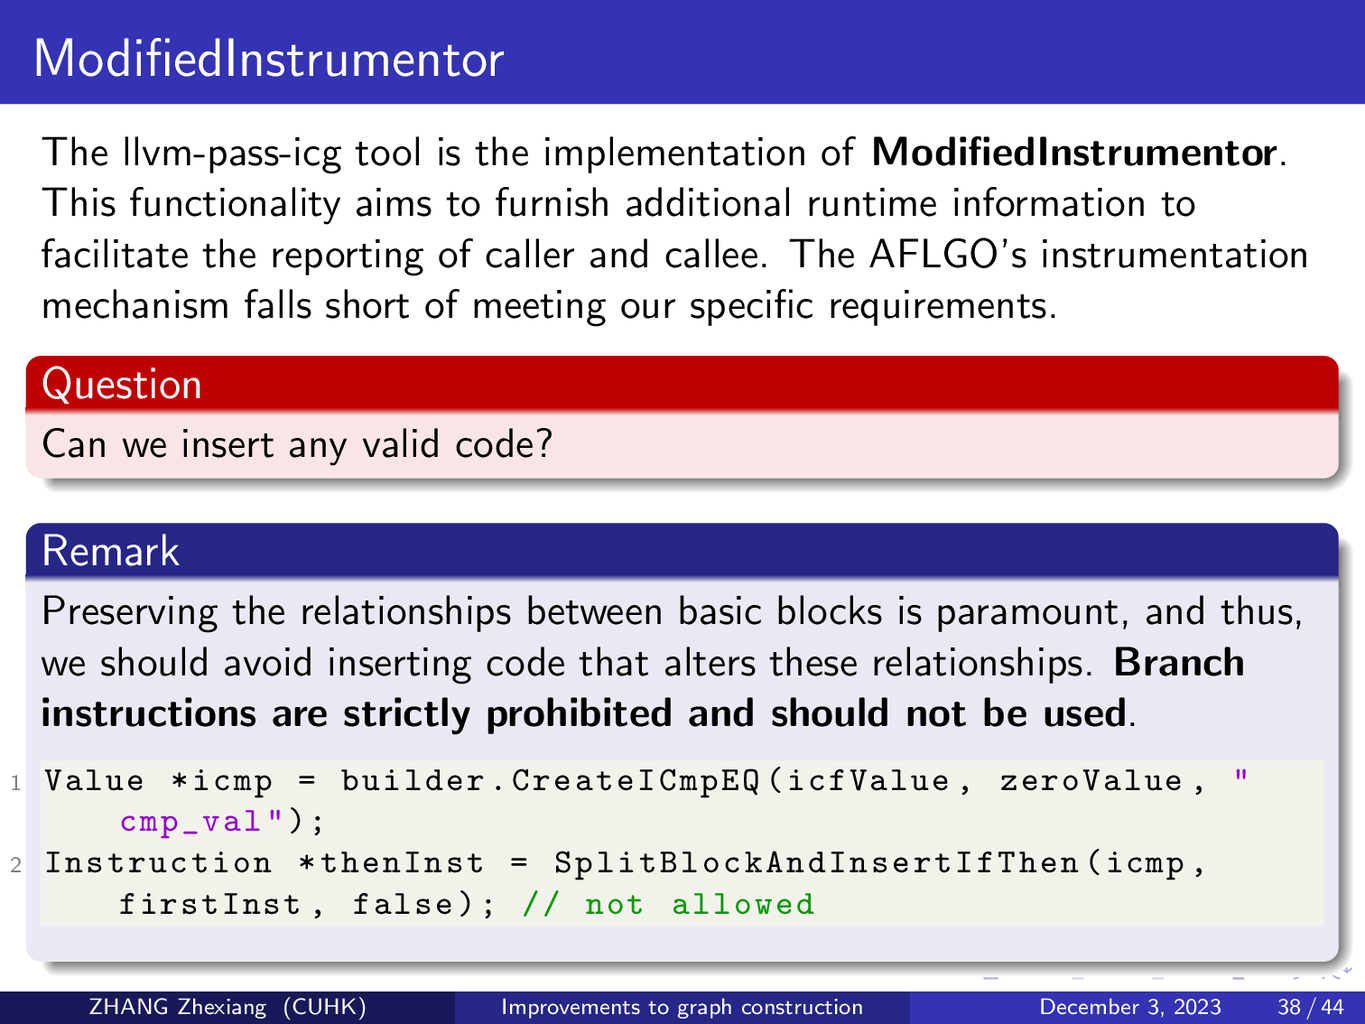 ModifiedInstrumentor
The llvm-pass-icg tool is the implementation of ModifiedInstrumentor.
This functionality aims to furnish additional runtime information to
facilitate the reporting of caller and callee. The AFLGO's instrumentation
mechanism falls short of meeting our specific requirements.
Question
Can we insert any valid code?
Remark
Preserving the relationships between basic blocks is paramount, and thus,
we should avoid inserting code that alters these relationships. Branch
instructions are strictly prohibited and should not be used.
1 Value *icmp = builder.CreateICmpEQ(icfValue, zeroValue, "
cmp_val");
2 Instruction *thenInst = SplitBlockAndInsertIfThen(icmp,
firstInst, false); // not allowed
ZHANG Zhexiang (CUHK) Improvements to graph construction December 3, 2023 38 / 44